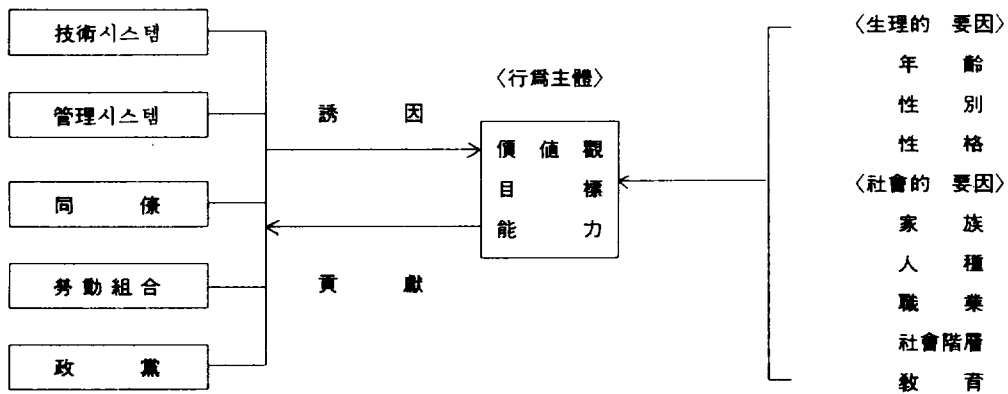 技術시스템
管理시스템
同 僚
勞動組合
政 黨
誘 因
貢 獻
〈行爲主體〉
價 値 觀
目 標
能 力
〈生理的 要因〉
年 齡
性 別
性 格
〈社會的 要因〉
家 族
人 種
職 業
社會階層
敎 育